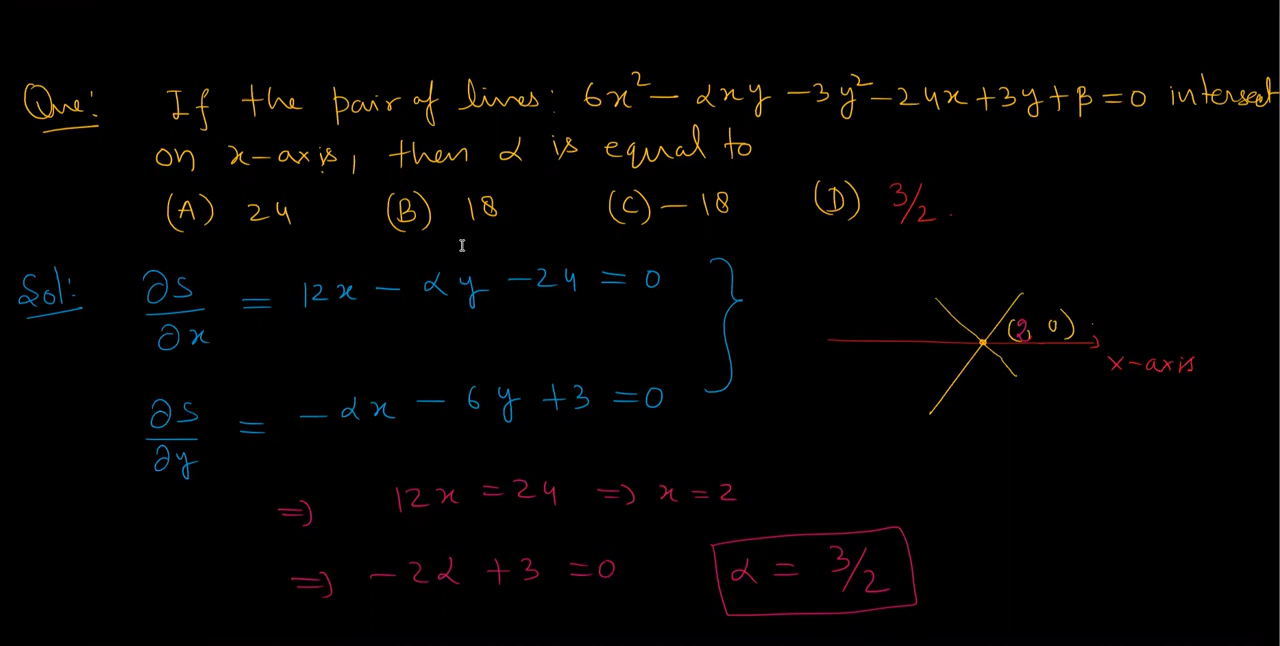 Que: If the pair of lines: 6x² - αxy - 3y² - 24x + 3y + β = 0 intersect
on x-axis, then α is equal to
(A) 24 (B) 18 (C) -18 (D) 3/2.
Sol: ∂S/∂x = 12x - αy - 24 = 0
(2, 0)
x-axis
∂S/∂y = -αx - 6y + 3 = 0
⇒ 12x = 24 ⇒ x = 2
⇒ -2α + 3 = 0 α = 3/2